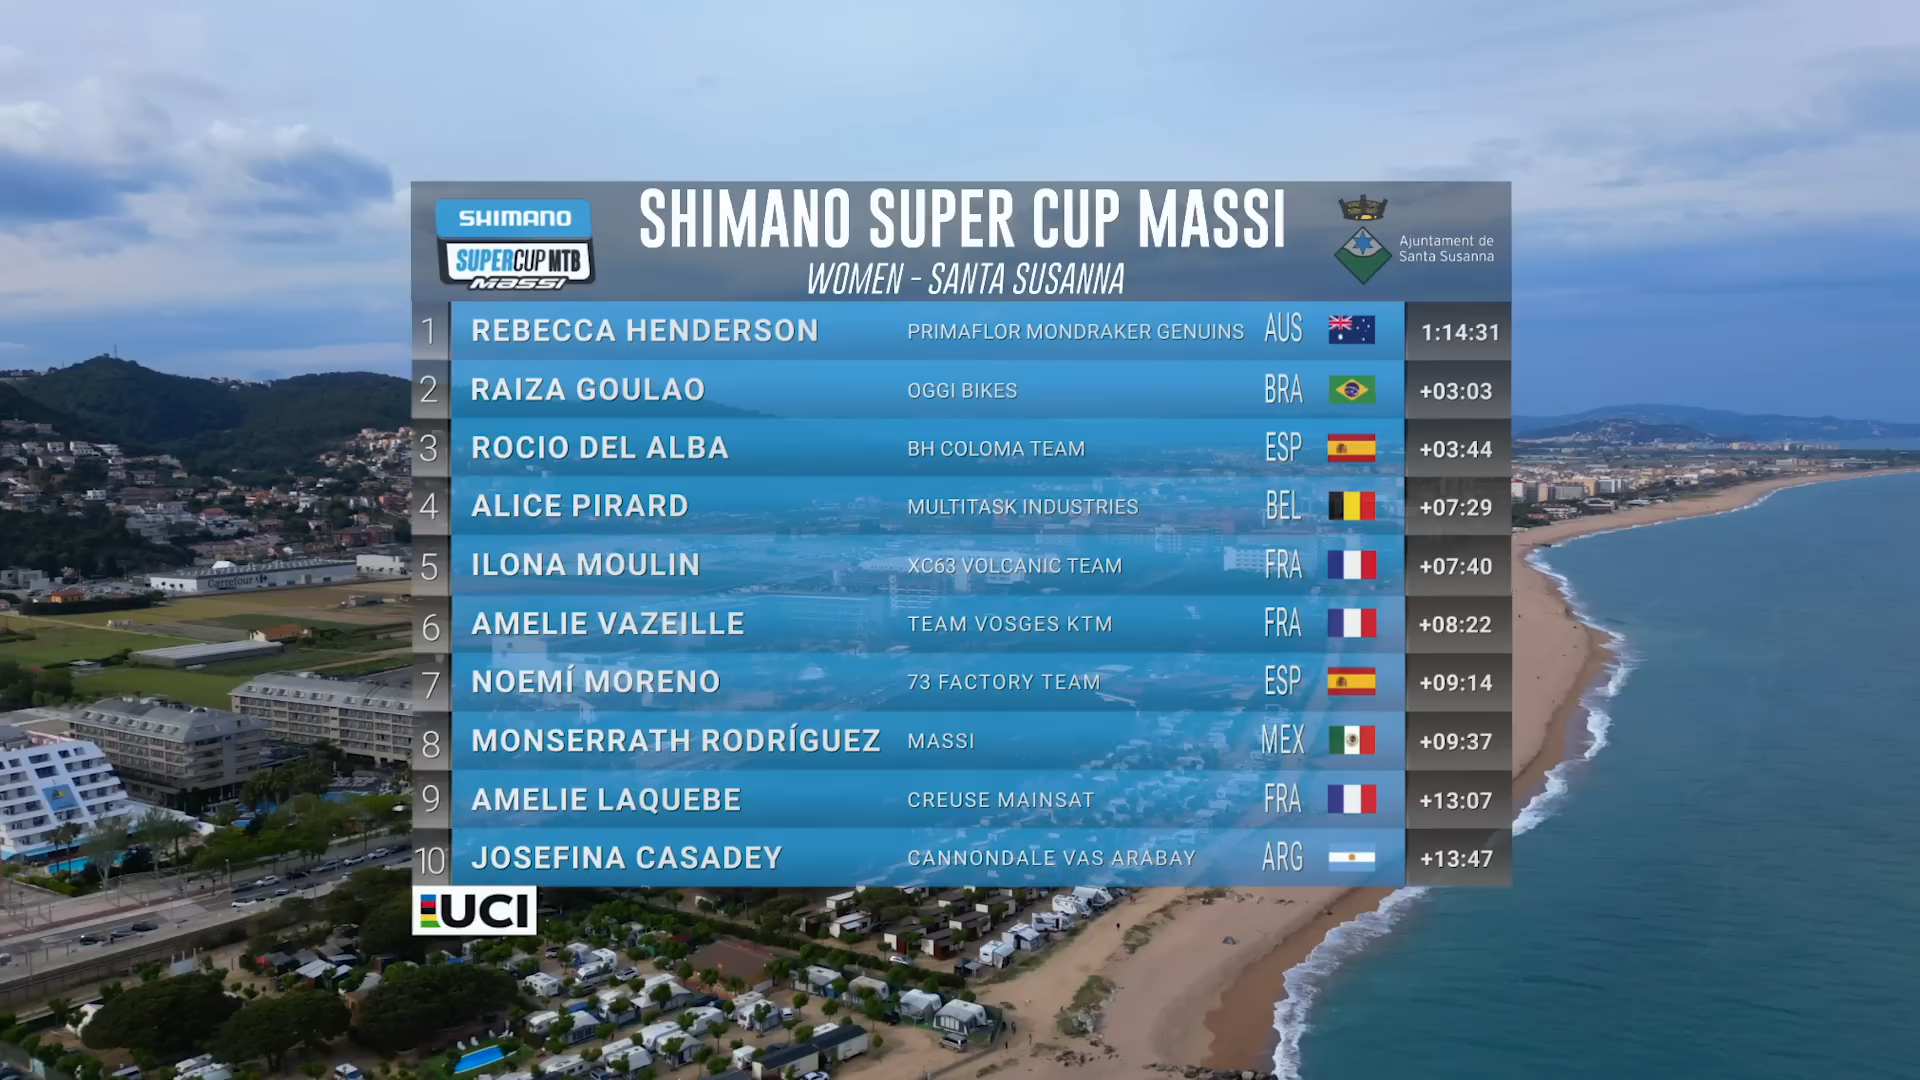 SHIMANO
SUPERCUP MTB
MASSI
SHIMANO SUPER CUP MASSI
WOMEN - SANTA SUSANNA
Ajuntament de
Santa Susanna
1 REBECCA HENDERSON PRIMAFLOR MONDRAKER GENUINS AUS 1:14:31
2 RAIZA GOULAO OGGI BIKES BRA +03:03
3 ROCIO DEL ALBA BH COLOMA TEAM ESP +03:44
4 ALICE PIRARD MULTITASK INDUSTRIES BEL +07:29
5 ILONA MOULIN XC63 VOLCANIC TEAM FRA +07:40
6 AMELIE VAZEILLE TEAM VOSGES KTM FRA +08:22
7 NOEMÍ MORENO 73 FACTORY TEAM ESP +09:14
8 MONSERRATH RODRÍGUEZ MASSI MEX +09:37
9 AMELIE LAQUEBE CREUSE MAINSAT FRA +13:07
10 JOSEFINA CASADEY CANNONDALE VAS ARABAY ARG +13:47
UCI
Carrefour